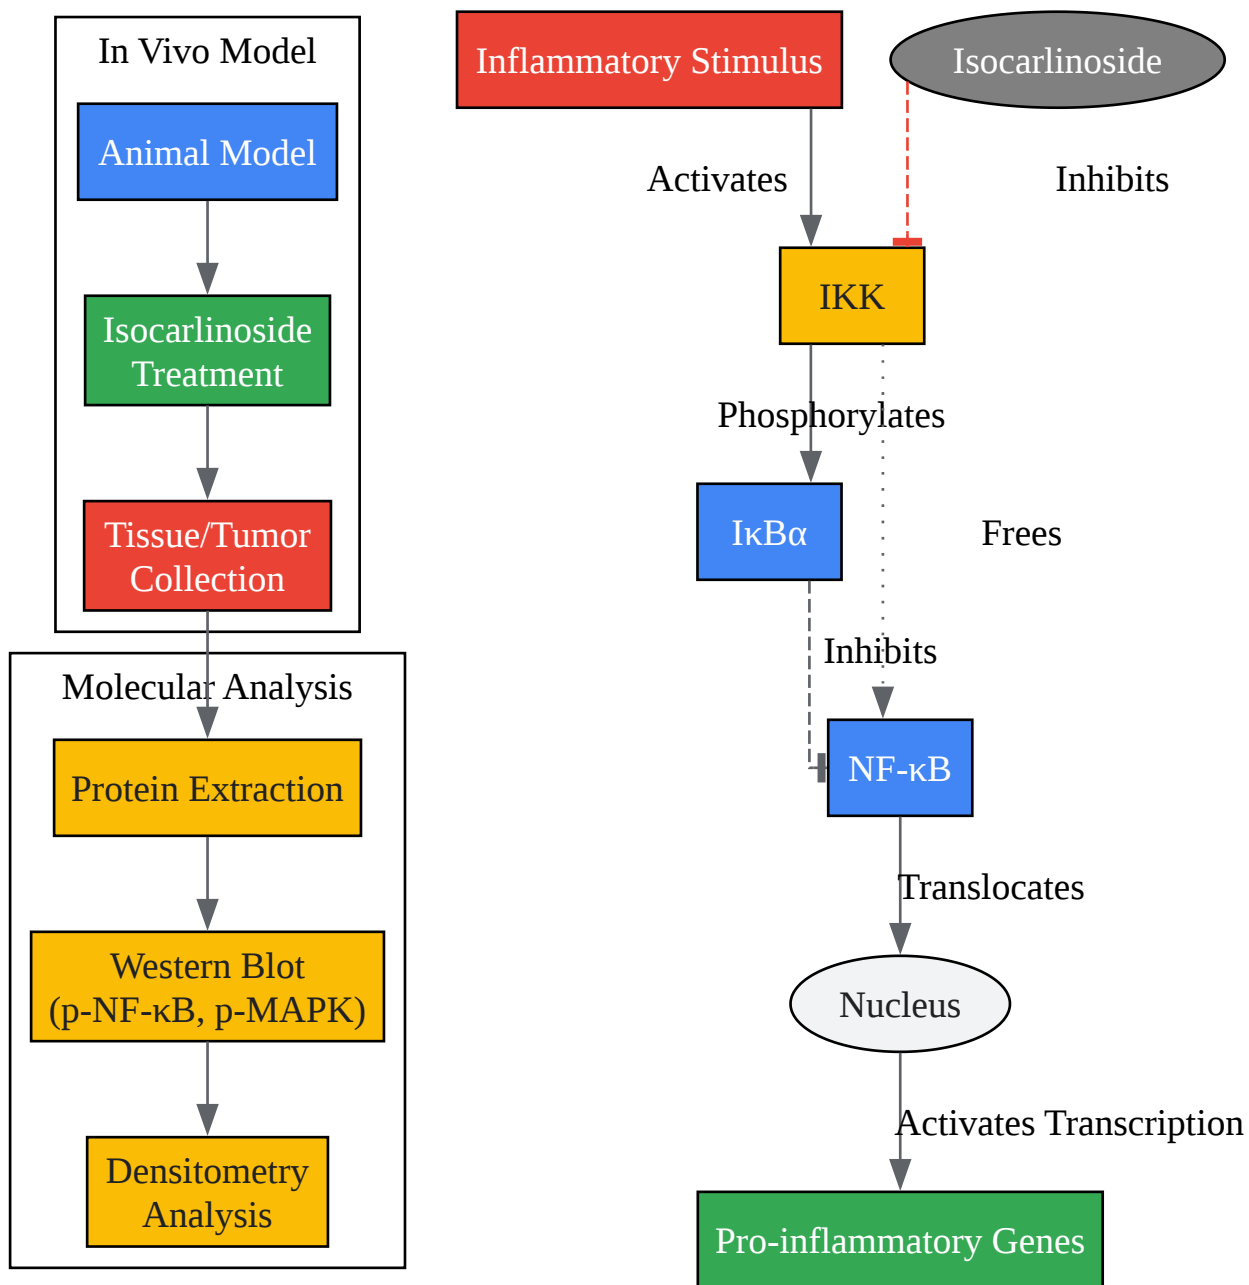 In Vivo Model
Animal Model
Isocarlinoside
Treatment
Tissue/Tumor
Collection
Molecular Analysis
Protein Extraction
Western Blot
(p-NF-κB, p-MAPK)
Densitometry
Analysis
Inflammatory Stimulus
Isocarlinoside
Activates
Inhibits
IKK
Phosphorylates
IκBα
Frees
Inhibits
NF-κB
Translocates
Nucleus
Activates Transcription
Pro-inflammatory Genes